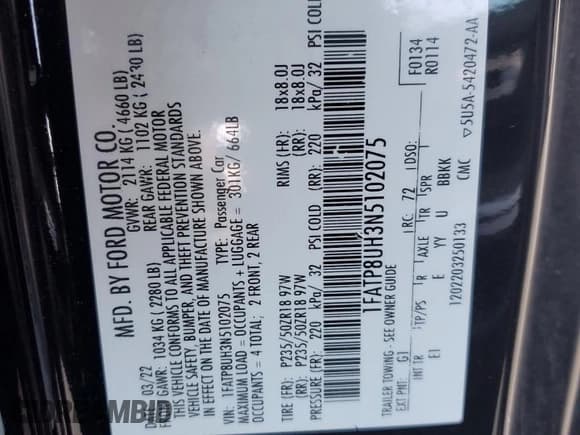 MFD. BY FORD MOTOR CO.
DATE: 03/22 GVWR: 2114 KG (4660 LB)
FRONT GAWR: 1034 KG (2280 LB) REAR GAWR: 1102 KG (2430 LB)
THIS VEHICLE CONFORMS TO ALL APPLICABLE FEDERAL MOTOR
VEHICLE SAFETY, BUMPER, AND THEFT PREVENTION STANDARDS
IN EFFECT ON THE DATE OF MANUFACTURE SHOWN ABOVE.
VIN: 1FATP8UH3N5102075 TYPE: Passenger Car
MAXIMUM LOAD = OCCUPANTS + LUGGAGE = 301KG/ 664LB
OCCUPANTS = 4 TOTAL; 2 FRONT; 2 REAR
TIRE (FR): P235/50ZR18 97W RIMS (FR): 18x8.0J
(RR): P235/50ZR18 97W (RR): 18x8.0J
PRESSURE (FR): 220 kPa/ 32 PSI COLD (RR): 220 kPa/ 32 PSI COLD
1FATP8UH3N5102075
TRAILER TOWING - SEE OWNER GUIDE
EXT PNT: G1 RC: 72 DSO: F0134
R0114
INT TR TP/PS R AXLE TR SPR
EI E YY U BBKK
1202203250133 CMC
5U5A-5420472-AA